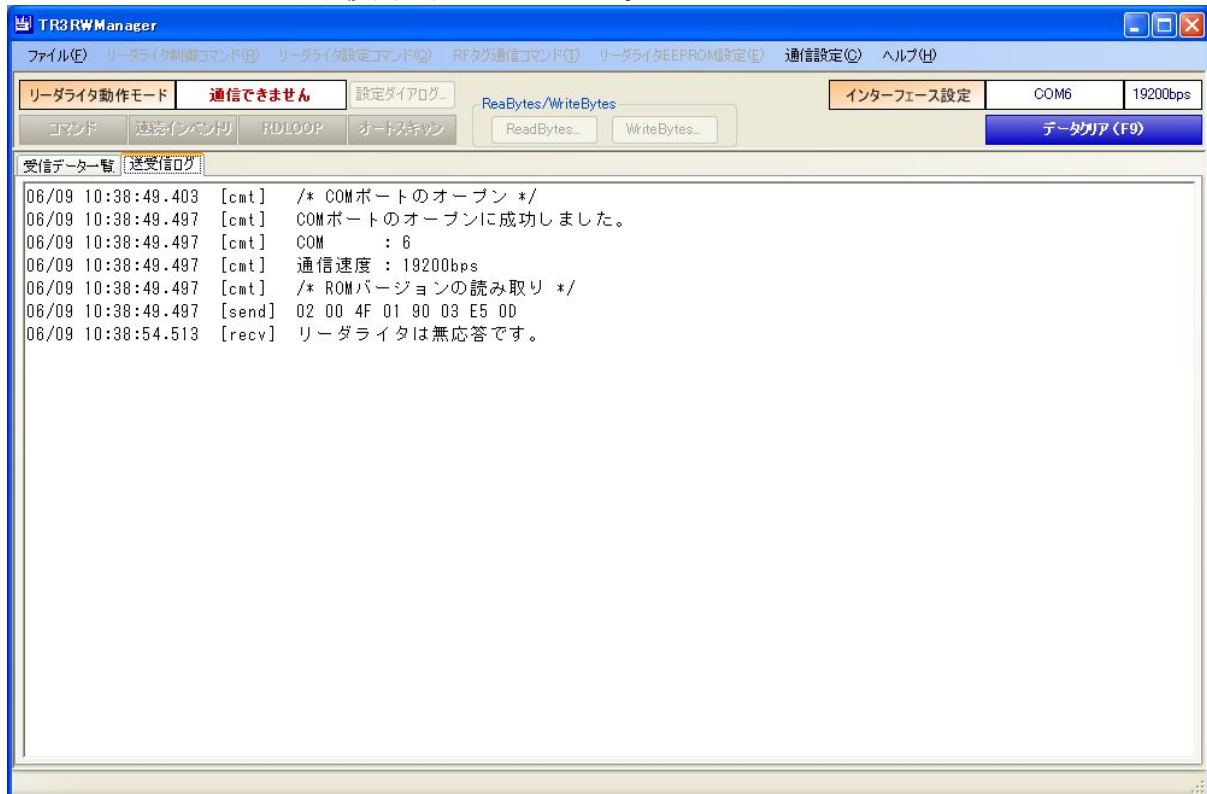 TR3RWManager
ファイル(F) リーダライタ制御コマンド(R) リーダライタ設定コマンド(Q) RFタグ通信コマンド(T) リーダライタEEPROM設定(E) 通信設定(C) ヘルプ(H)
リーダライタ動作モード 通信できません 設定ダイアログ... ReaBytes/WriteBytes インターフェース設定 COM6 19200bps
コマンド 連続インベントリ RDLOOP オートスキャン ReadBytes... WriteBytes... データクリア(F9)
受信データ一覧 送受信ログ
06/09 10:38:49.403 [cmt] /* COMポートのオープン */
06/09 10:38:49.497 [cmt] COMポートのオープンに成功しました。
06/09 10:38:49.497 [cmt] COM : 6
06/09 10:38:49.497 [cmt] 通信速度 : 19200bps
06/09 10:38:49.497 [cmt] /* ROMバージョンの読み取り */
06/09 10:38:49.497 [send] 02 00 4F 01 90 03 E5 0D
06/09 10:38:54.513 [recv] リーダライタは無応答です。